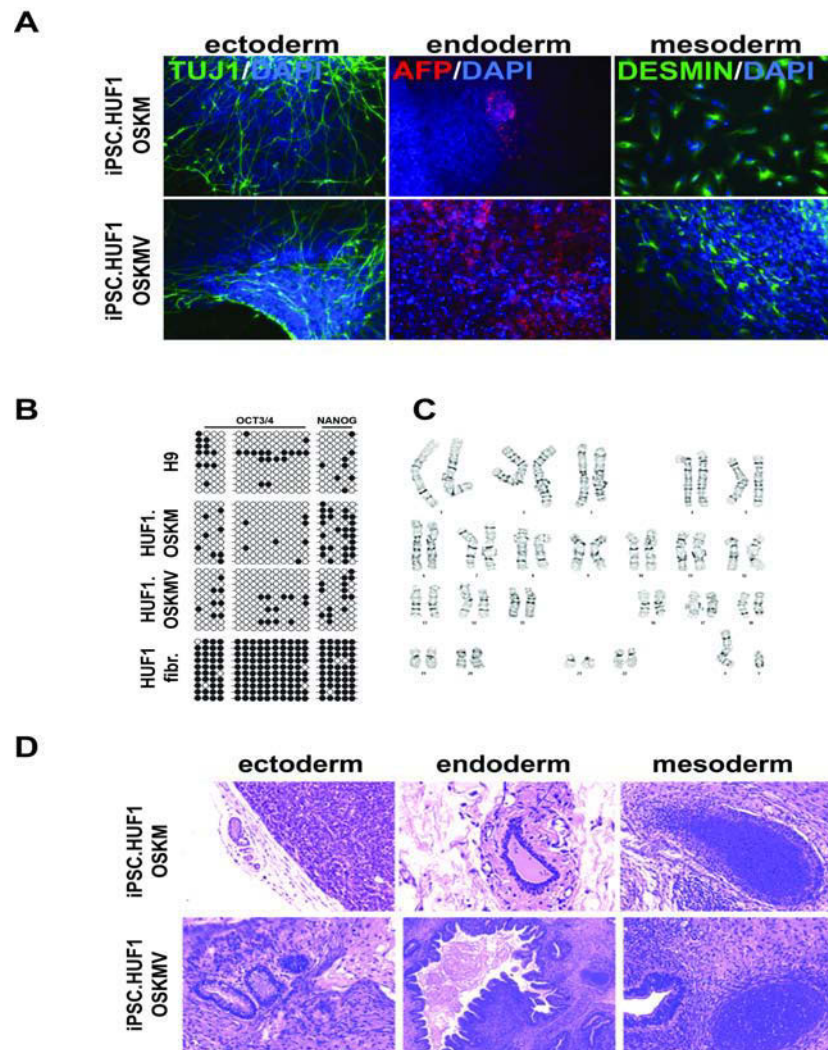 A
ectoderm endoderm mesoderm
TUJ1/DAPI AFP/DAPI DESMIN/DAPI
iPSC.HUF1
OSKM
iPSC.HUF1
OSKMV
B
OCT3/4 NANOG
H9
HUF1.
OSKM
HUF1.
OSKMV
HUF1
fibr.
C
D
ectoderm endoderm mesoderm
iPSC.HUF1
OSKM
iPSC.HUF1
OSKMV